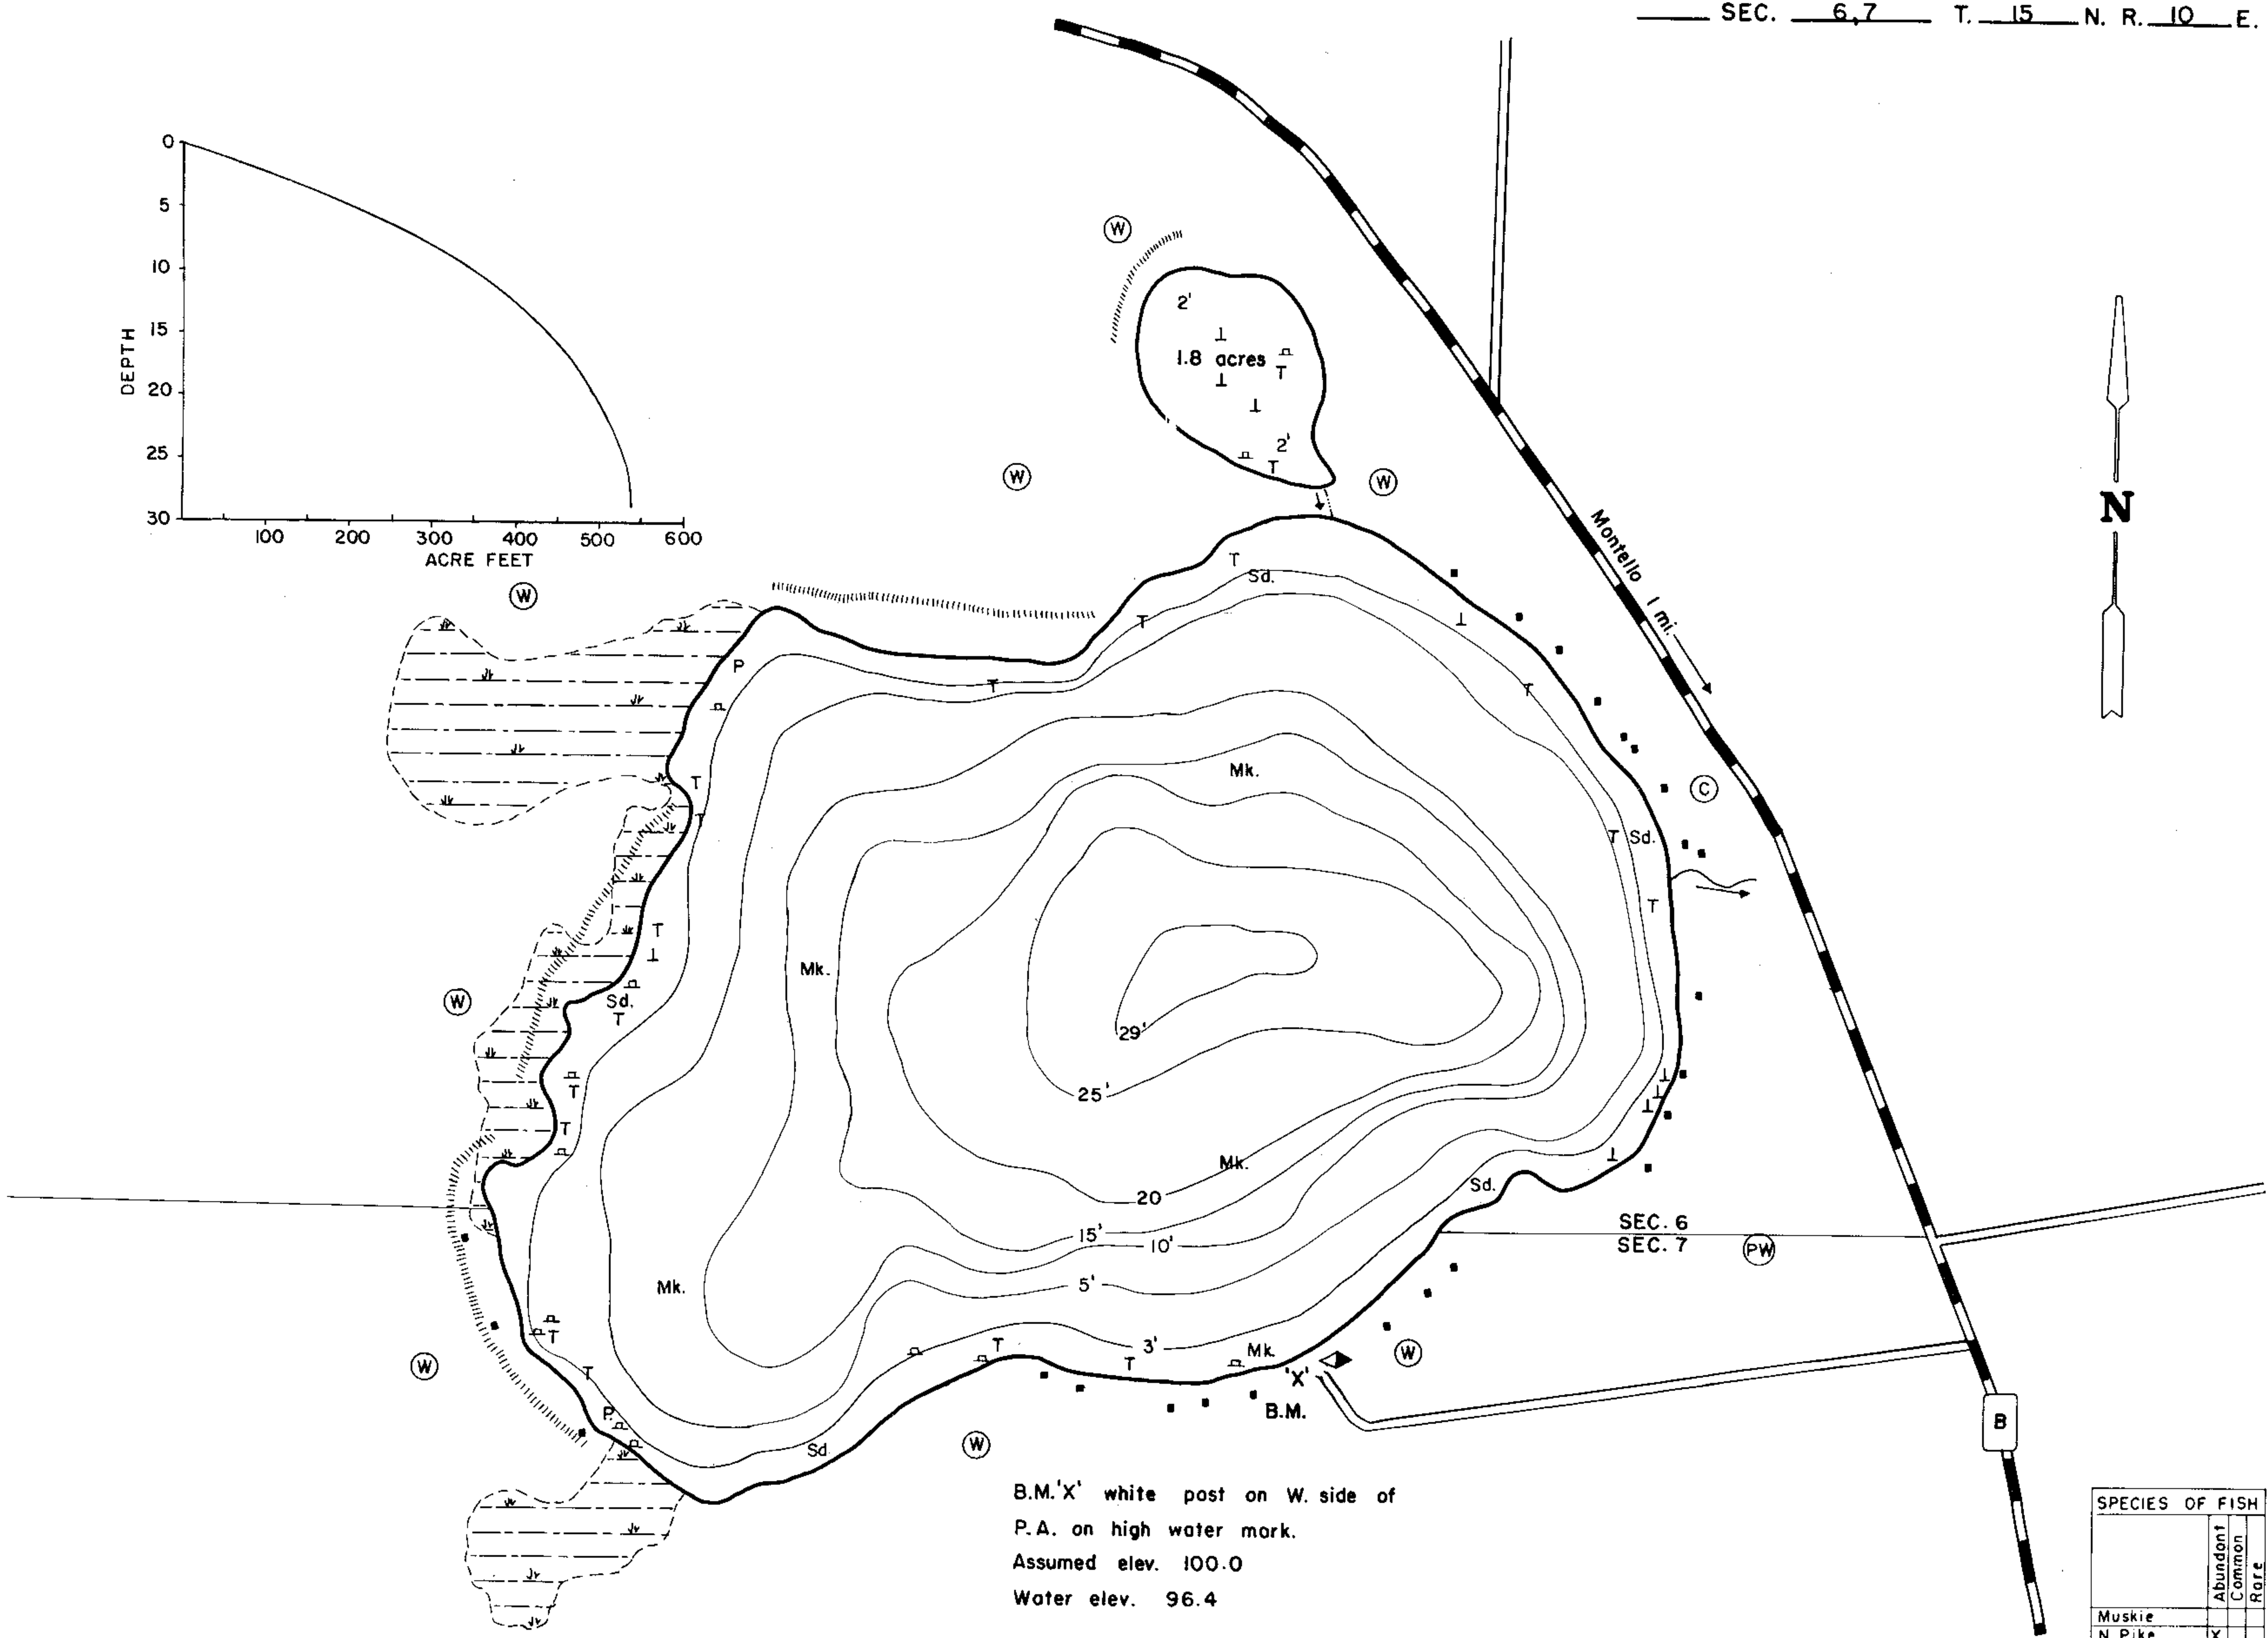 SEC. 6,7 T. 15 N. R. 10 E.
0
5
10
15
20
25
30
DEPTH
100 200 300 400 500 600
ACRE FEET
W
2'
1.8 acres
T
2'
T
W
W
W
Montello 1 mi.
N
T
Sd.
T
P
T
T
T
T
Mk.
C
T Sd.
T
T
Mk.
W
Sd.
T
29'
25'
T
T
Mk.
20
Sd.
15'
10'
SEC. 6
SEC. 7
PW
5'
Mk.
T
3'
T
T
Mk.
W
W
T
'X'
B.M.
P.
B
Sd
W
B.M.'X' white post on W. side of
P.A. on high water mark.
Assumed elev. 100.0
Water elev. 96.4
SPECIES OF FISH
Abundant
Common
Rare
Muskie
N. Pike X